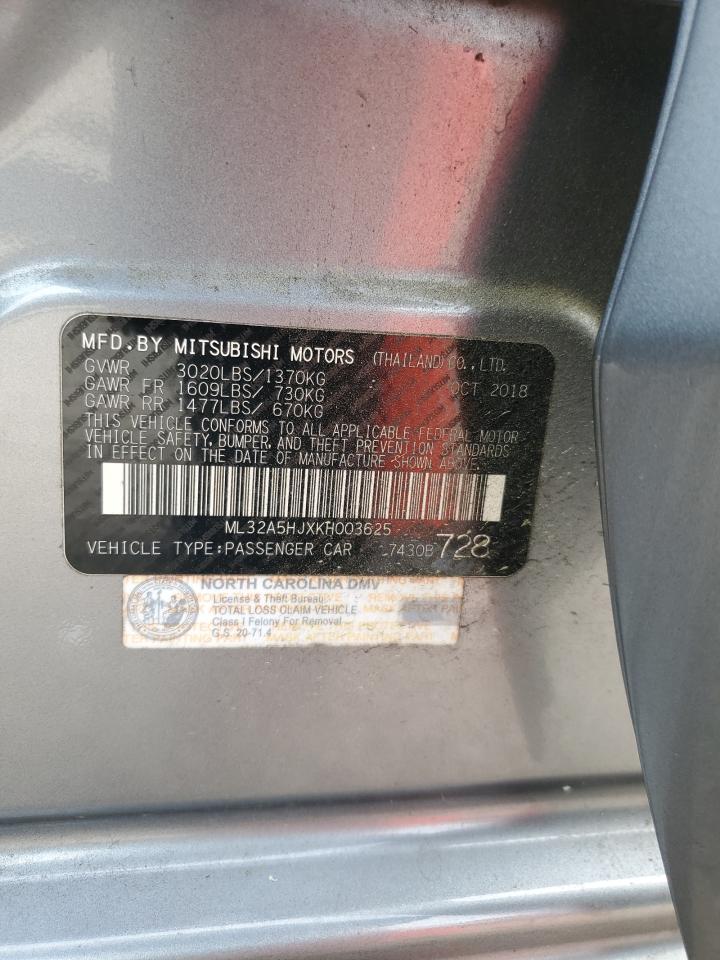 MFD.BY MITSUBISHI MOTORS (THAILAND)CO.,LTD.
GVWR 3020LBS/1370KG OCT 2018
GAWR FR 1609LBS/ 730KG
GAWR RR 1477LBS/ 670KG
THIS VEHICLE CONFORMS TO ALL APPLICABLE FEDERAL MOTOR
VEHICLE SAFETY, BUMPER, AND THEFT PREVENTION STANDARDS
IN EFFECT ON THE DATE OF MANUFACTURE SHOWN ABOVE.
ML32A5HJXKH003625
VEHICLE TYPE:PASSENGER CAR 7430B 728
NORTH CAROLINA DMV
License & Theft Bureau
TOTAL LOSS CLAIM VEHICLE
Class I Felony For Removal
G.S. 20-71.4